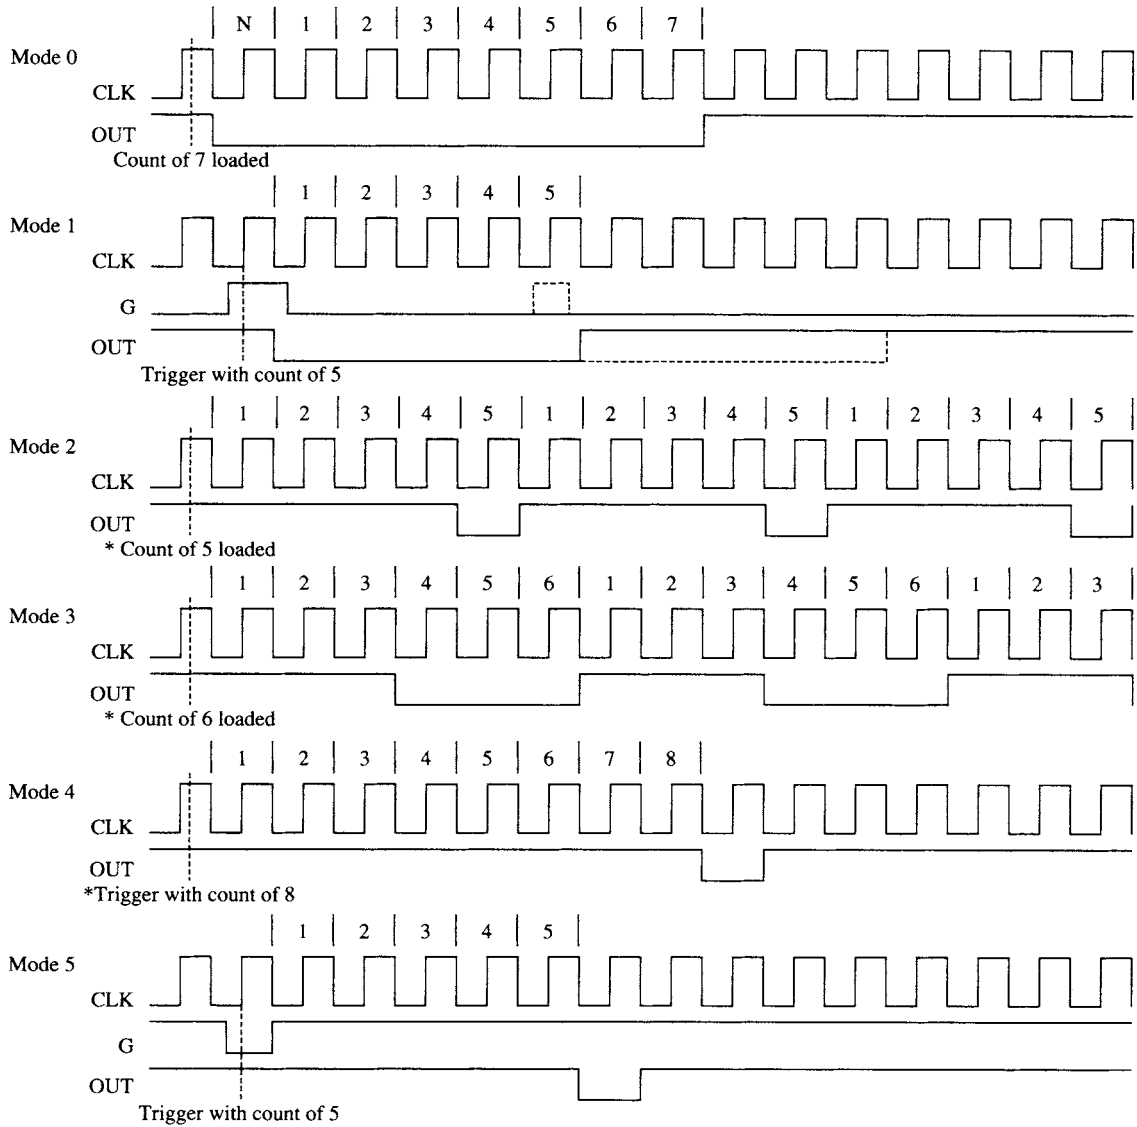 N 1 2 3 4 5 6 7
Mode 0
CLK
OUT
Count of 7 loaded
1 2 3 4 5
Mode 1
CLK
G
OUT
Trigger with count of 5
1 2 3 4 5 1 2 3 4 5 1 2 3 4 5
Mode 2
CLK
OUT
* Count of 5 loaded
1 2 3 4 5 6 1 2 3 4 5 6 1 2 3
Mode 3
CLK
OUT
* Count of 6 loaded
1 2 3 4 5 6 7 8
Mode 4
CLK
OUT
*Trigger with count of 8
1 2 3 4 5
Mode 5
CLK
G
OUT
Trigger with count of 5